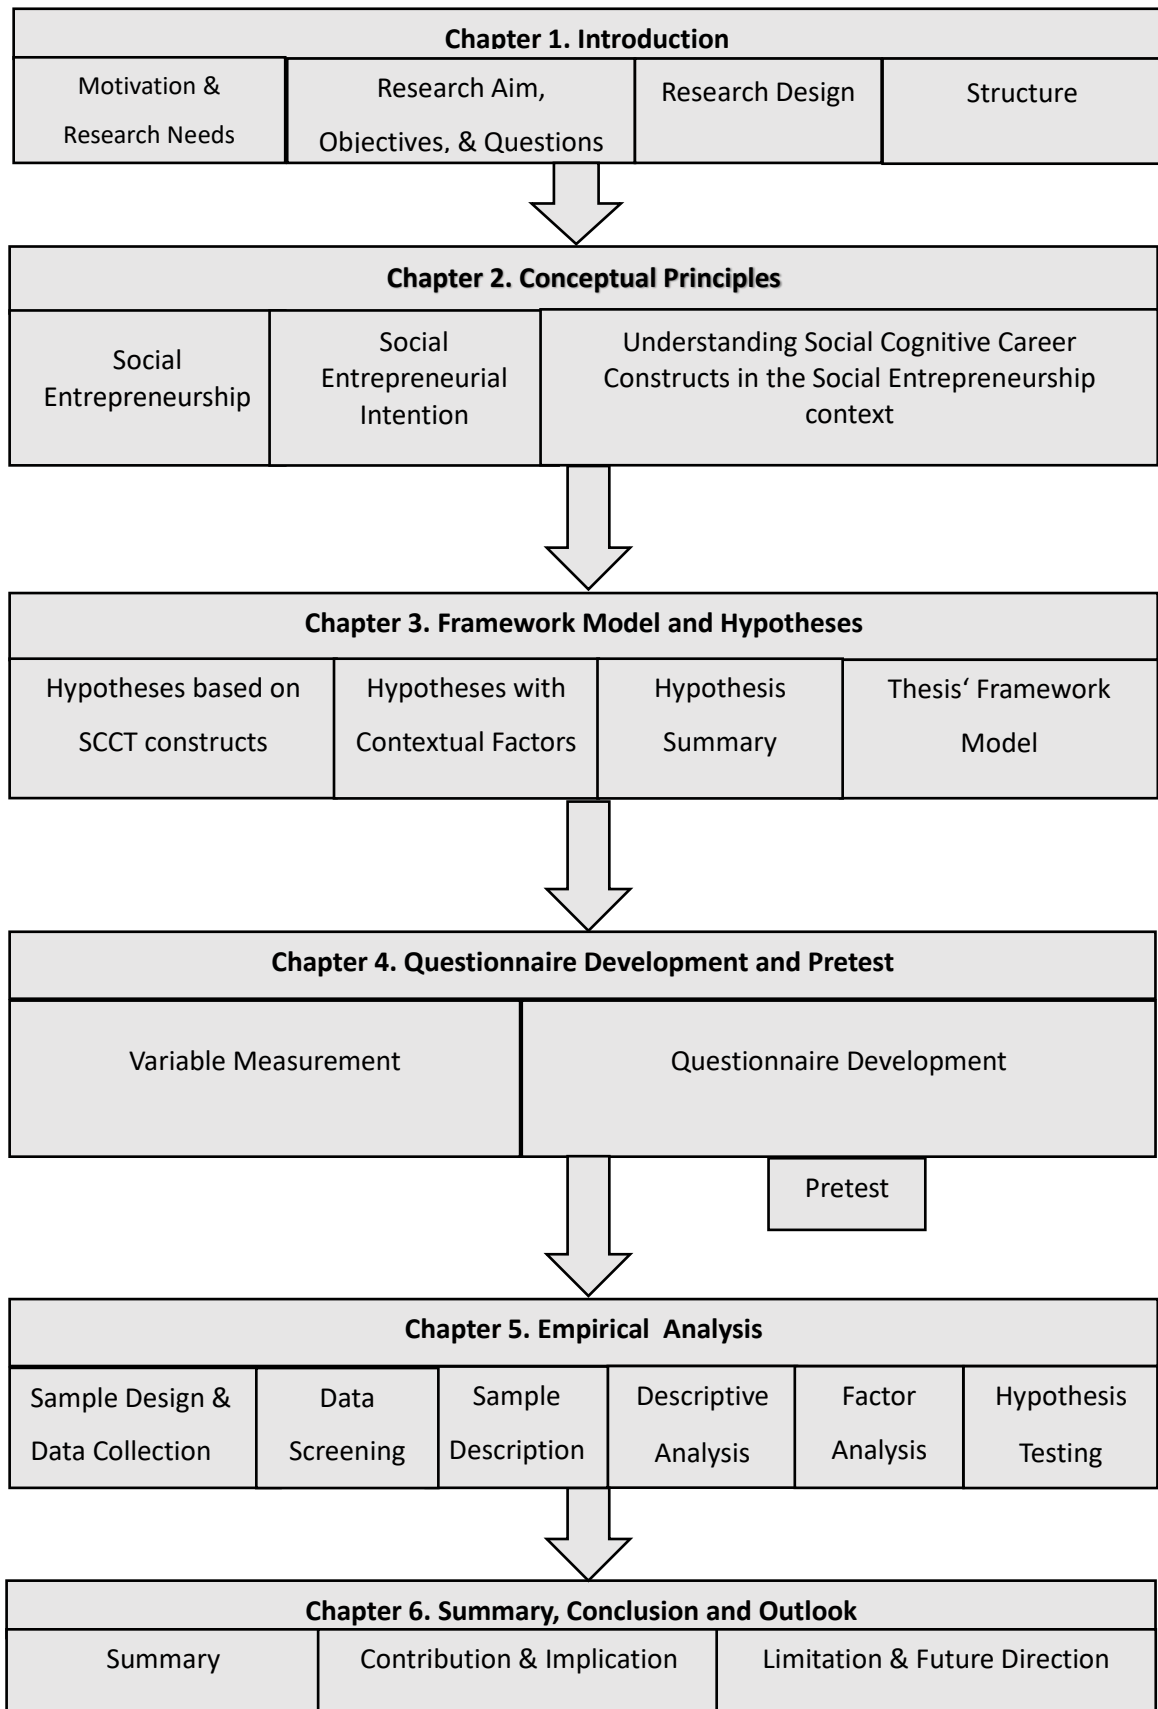 Chapter 1. Introduction
Motivation &
Research Needs
Research Aim,
Objectives, & Questions
Research Design
Structure
Chapter 2. Conceptual Principles
Social
Entrepreneurship
Social
Entrepreneurial
Intention
Understanding Social Cognitive Career
Constructs in the Social Entrepreneurship
context
Chapter 3. Framework Model and Hypotheses
Hypotheses based on
SCCT constructs
Hypotheses with
Contextual Factors
Hypothesis
Summary
Thesis‘ Framework
Model
Chapter 4. Questionnaire Development and Pretest
Variable Measurement
Questionnaire Development
Pretest
Chapter 5. Empirical Analysis
Sample Design &
Data Collection
Data
Screening
Sample
Description
Descriptive
Analysis
Factor
Analysis
Hypothesis
Testing
Chapter 6. Summary, Conclusion and Outlook
Summary
Contribution & Implication
Limitation & Future Direction